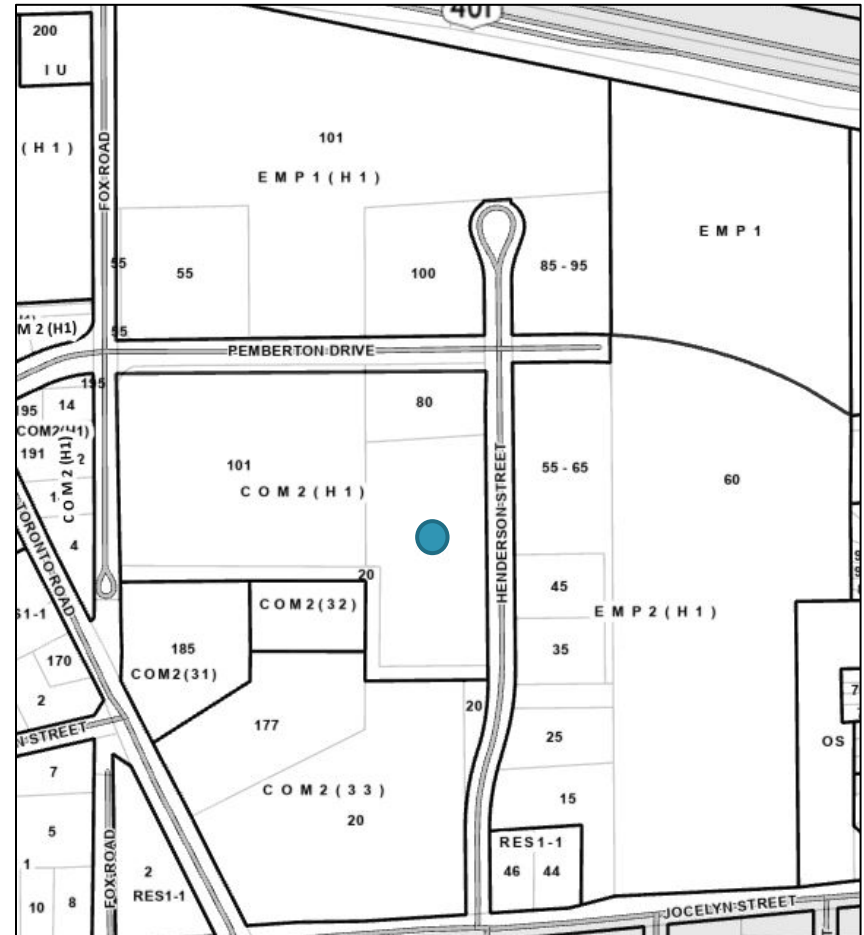 401
200
I U
FOX ROAD
( H 1 )
101
E M P 1 ( H 1 )
E M P 1
55
55
100
85 - 95
55
M 2 (H1)
PEMBERTON DRIVE
195
80
195
14
COM2(H1)
191
2
COM2(H1)
101
C O M 2 ( H 1 )
55 - 65
60
HENDERSON STREET
TORONTO ROAD
4
20
45
E M P 2 ( H 1 )
COM2(32)
S1-1
185
COM2(31)
35
170
2
20
177
N STREET
25
OS
7
7
C O M 2 ( 3 3 )
20
15
5
1
RES1-1
46
44
2
RES1-1
FOX ROAD
10
8
JOCELYN STREET